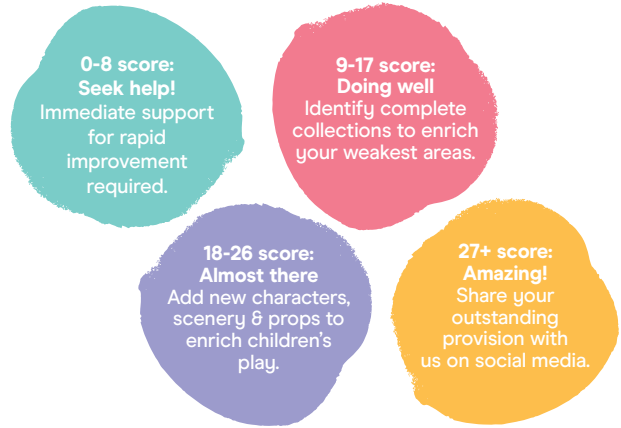 0-8 score:
Seek help!
Immediate support
for rapid
improvement
required.
9-17 score:
Doing well
Identify complete
collections to enrich
your weakest areas.
18-26 score:
Almost there
Add new characters,
scenery & props to
enrich children’s
play.
27+ score:
Amazing!
Share your
outstanding
provision with
us on social media.